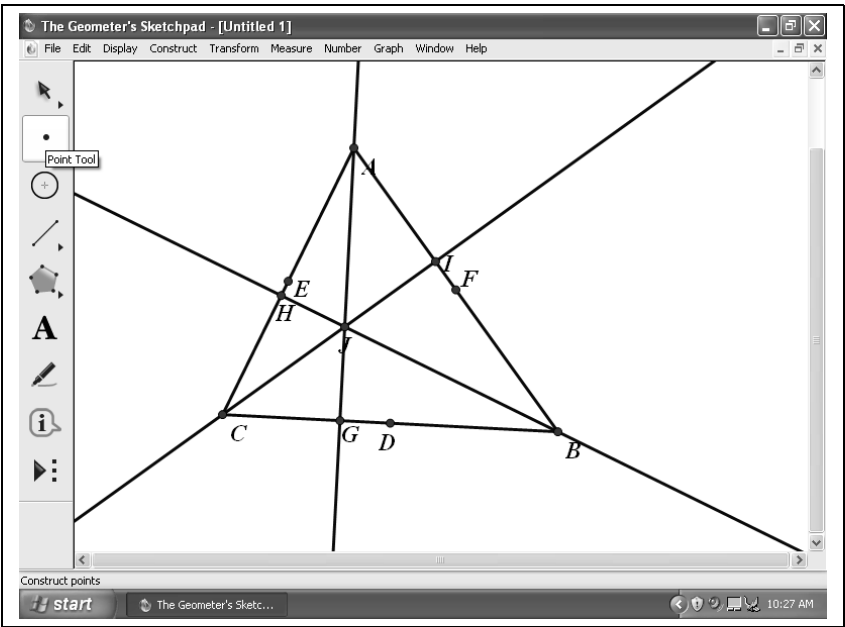 The Geometer's Sketchpad - [Untitled 1]
File Edit Display Construct Transform Measure Number Graph Window Help
Point Tool
A
E
I
F
H
J
C
G
D
B
A
Construct points
start
The Geometer's Sketc...
10:27 AM